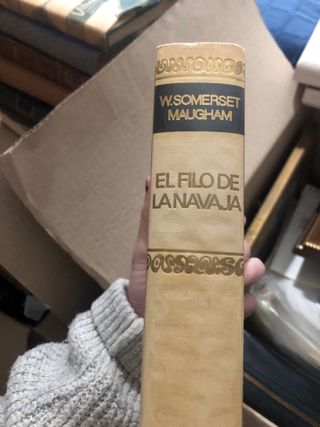 W. SOMERSET
MAUGHAM
EL FILO DE
LA NAVAJA